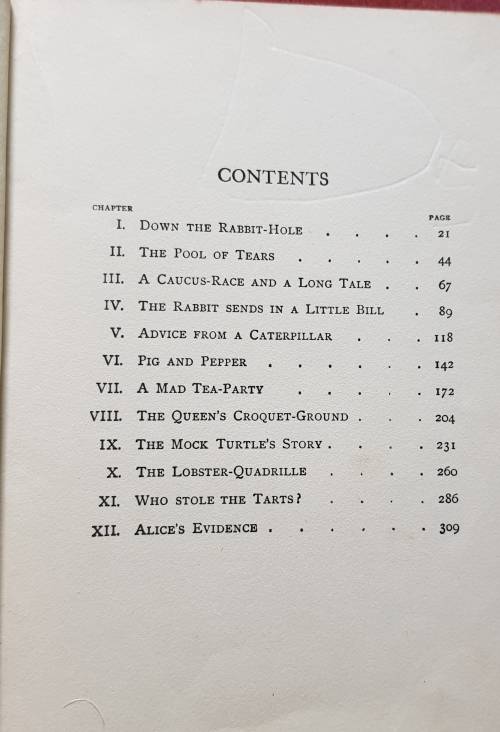 CONTENTS
CHAPTER PAGE
I. DOWN THE RABBIT-HOLE . . . . 21
II. THE POOL OF TEARS . . . . . 44
III. A CAUCUS-RACE AND A LONG TALE . . 67
IV. THE RABBIT SENDS IN A LITTLE BILL . 89
V. ADVICE FROM A CATERPILLAR . . . 118
VI. PIG AND PEPPER . . . . . . 142
VII. A MAD TEA-PARTY . . . . . 172
VIII. THE QUEEN'S CROQUET-GROUND . . . 204
IX. THE MOCK TURTLE'S STORY . . . . 231
X. THE LOBSTER-QUADRILLE . . . . 260
XI. WHO STOLE THE TARTS? . . . . 286
XII. ALICE'S EVIDENCE . . . . . . 309